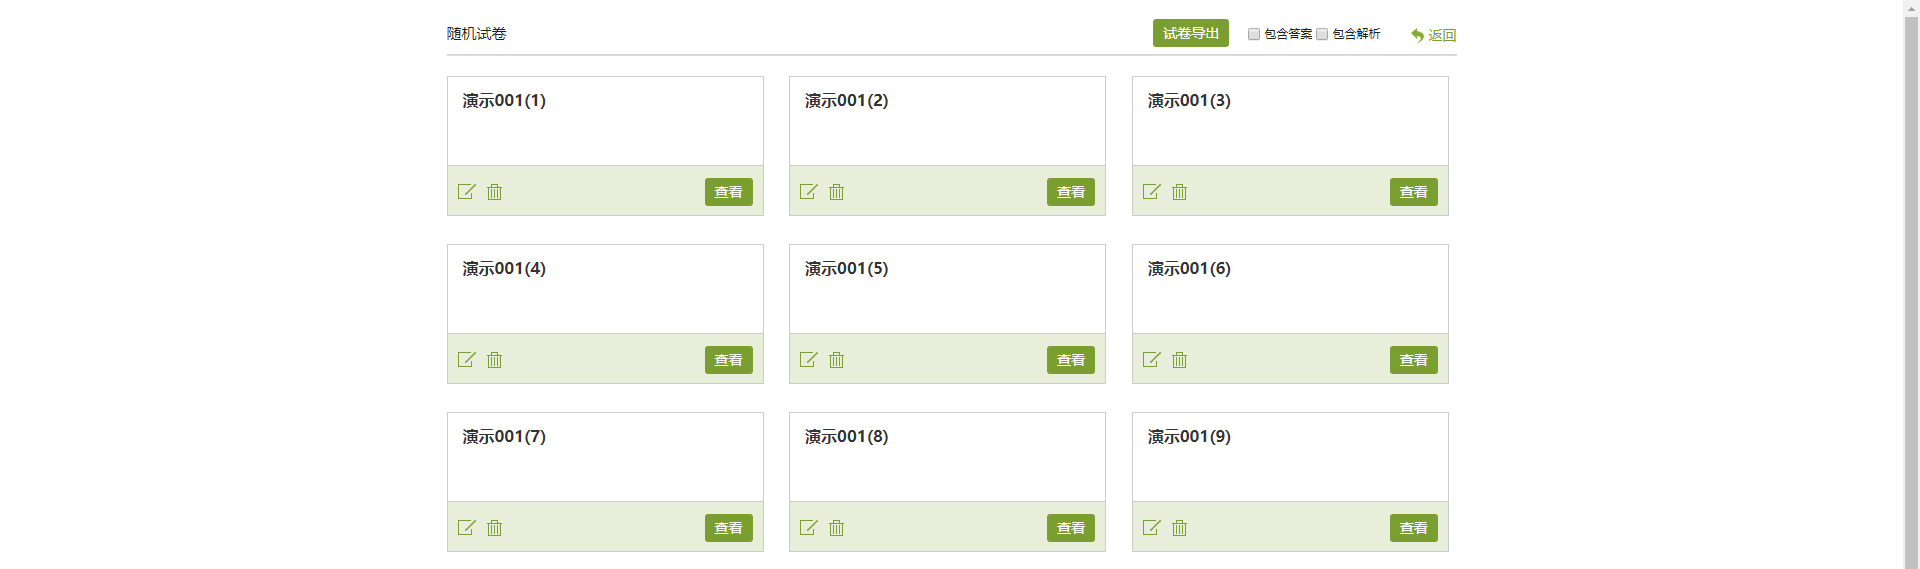 随机试卷 试卷导出 包含答案 包含解析 返回
演示001(1) 演示001(2) 演示001(3)
查看 查看 查看
演示001(4) 演示001(5) 演示001(6)
查看 查看 查看
演示001(7) 演示001(8) 演示001(9)
查看 查看 查看